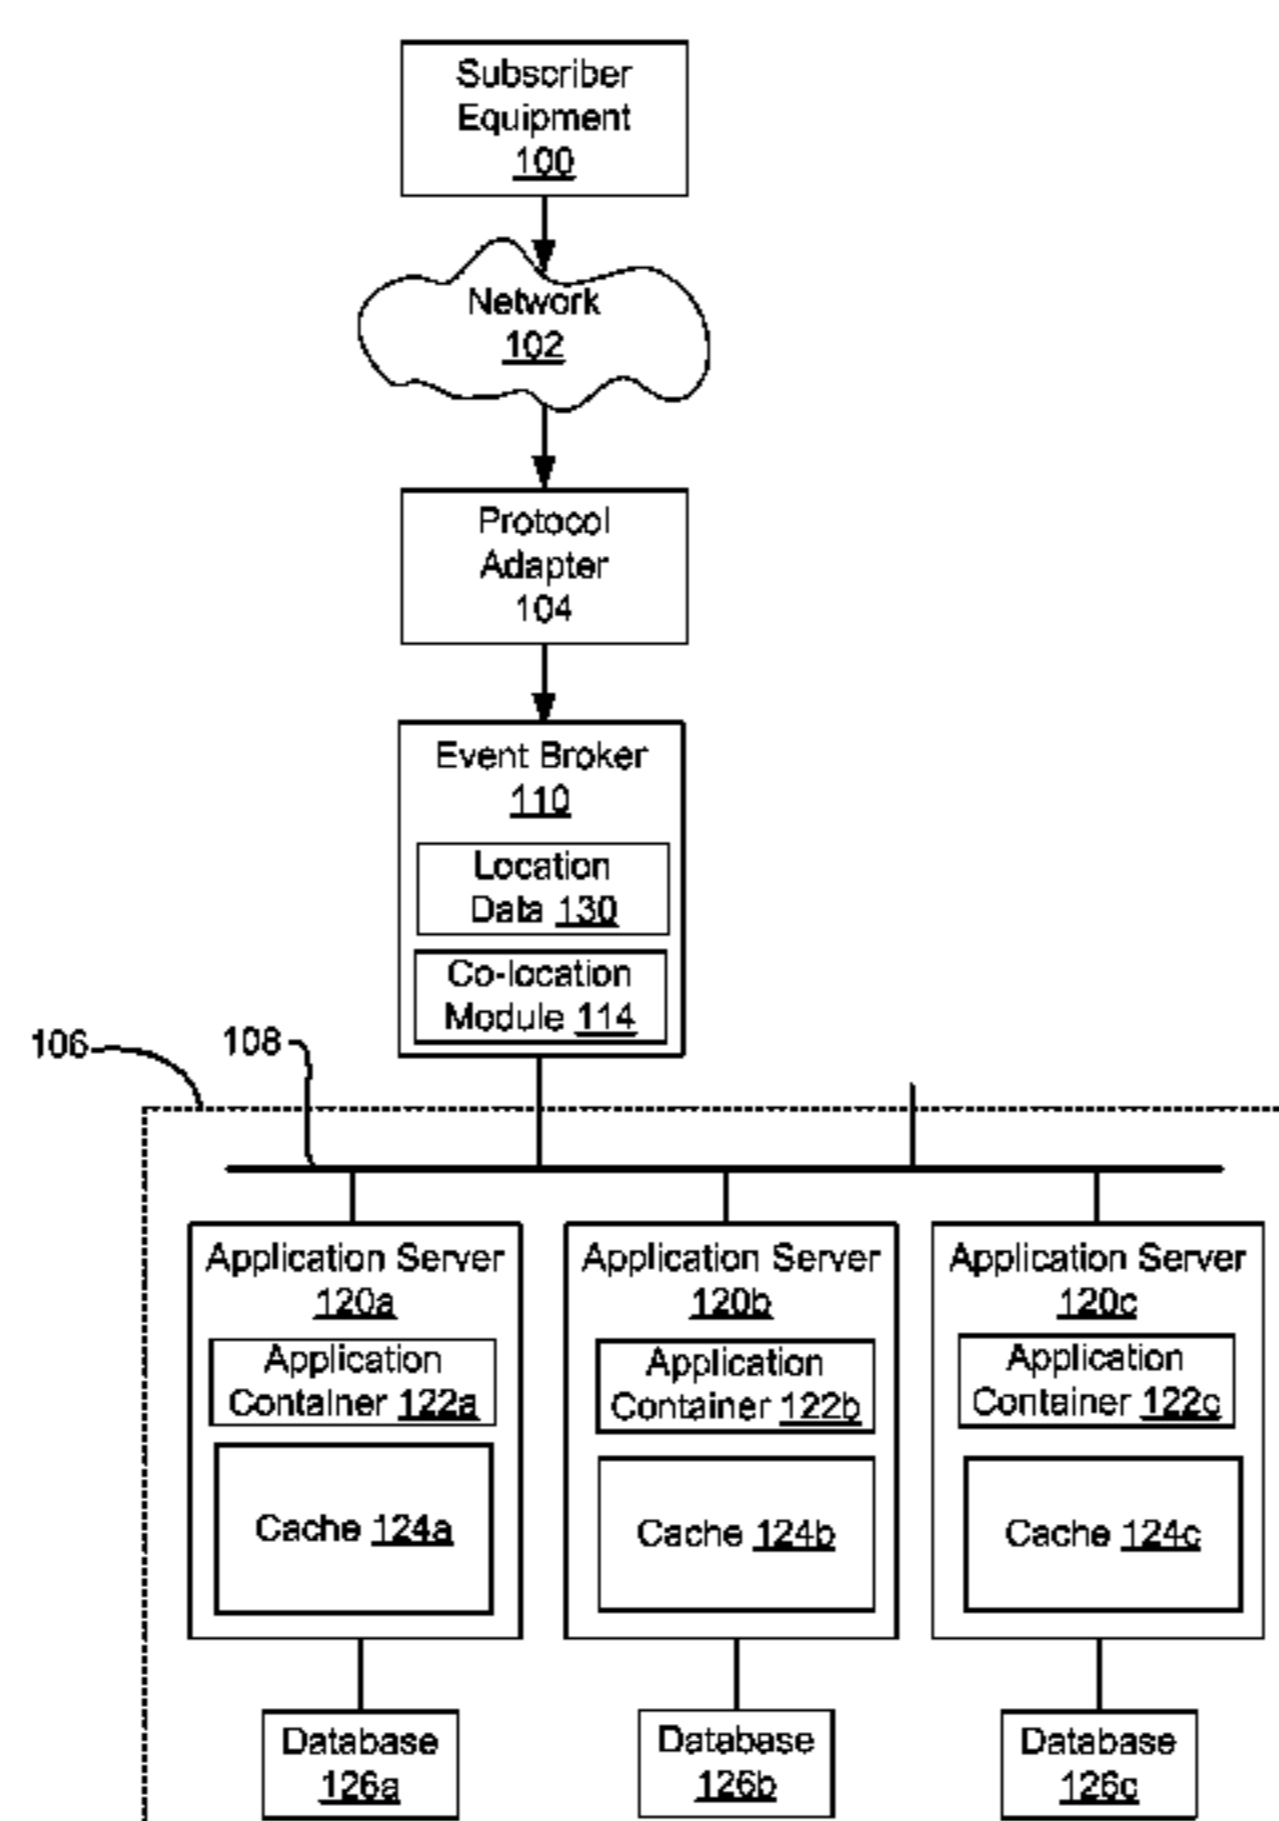 Subscriber
Equipment
100
Network
102
Protocol
Adapter
104
Event Broker
110
Location
Data 130
Co-location
Module 114
106
108
Application Server
120a
Application
Container 122a
Cache 124a
Application Server
120b
Application
Container 122b
Cache 124b
Application Server
120c
Application
Container 122c
Cache 124c
Database
126a
Database
126b
Database
126c